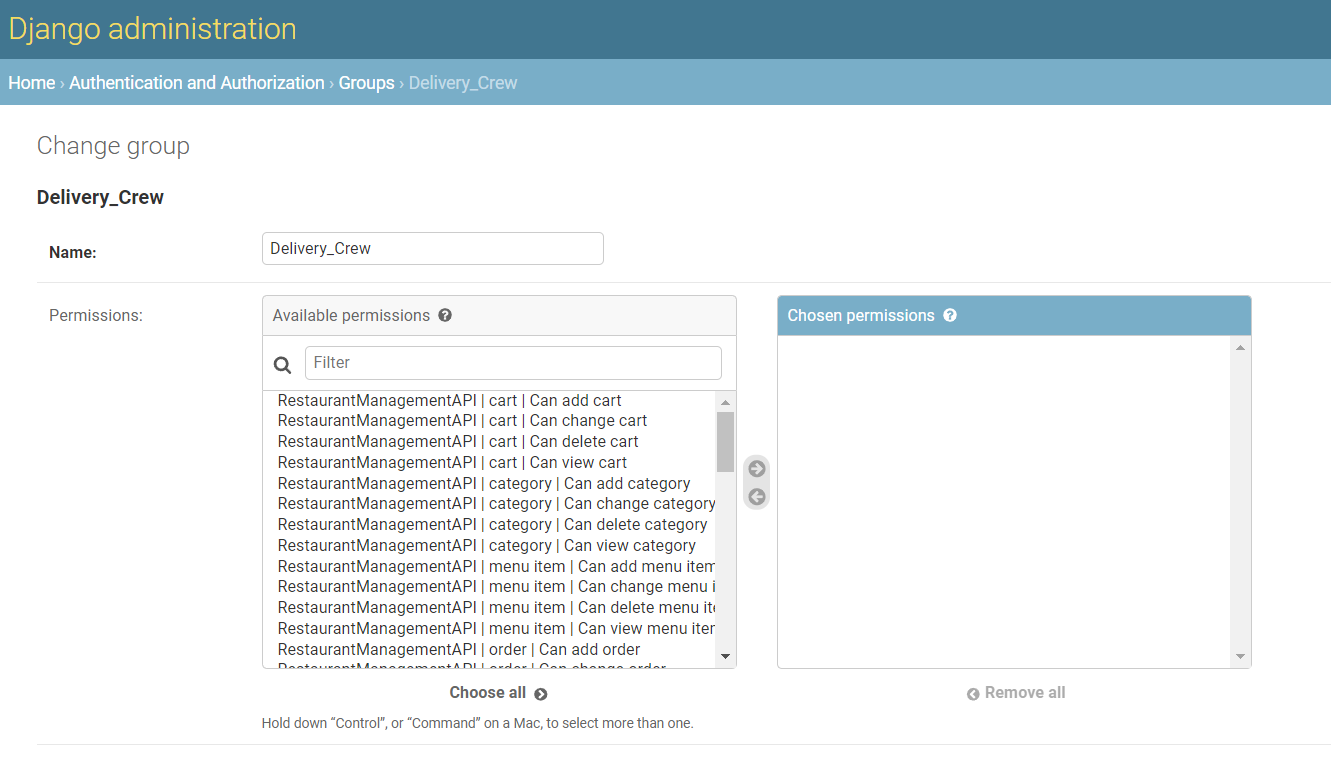 Django administration
Home › Authentication and Authorization › Groups › Delivery_Crew
Change group
Delivery_Crew
Name:
Delivery_Crew
Permissions:
Available permissions ?
Chosen permissions ?
Filter
RestaurantManagementAPI | cart | Can add cart
RestaurantManagementAPI | cart | Can change cart
RestaurantManagementAPI | cart | Can delete cart
RestaurantManagementAPI | cart | Can view cart
RestaurantManagementAPI | category | Can add category
RestaurantManagementAPI | category | Can change category
RestaurantManagementAPI | category | Can delete category
RestaurantManagementAPI | category | Can view category
RestaurantManagementAPI | menu item | Can add menu item
RestaurantManagementAPI | menu item | Can change menu i
RestaurantManagementAPI | menu item | Can delete menu ite
RestaurantManagementAPI | menu item | Can view menu iter
RestaurantManagementAPI | order | Can add order
RestaurantManagementAPI | order | Can change order
Choose all
Remove all
Hold down “Control”, or “Command” on a Mac, to select more than one.